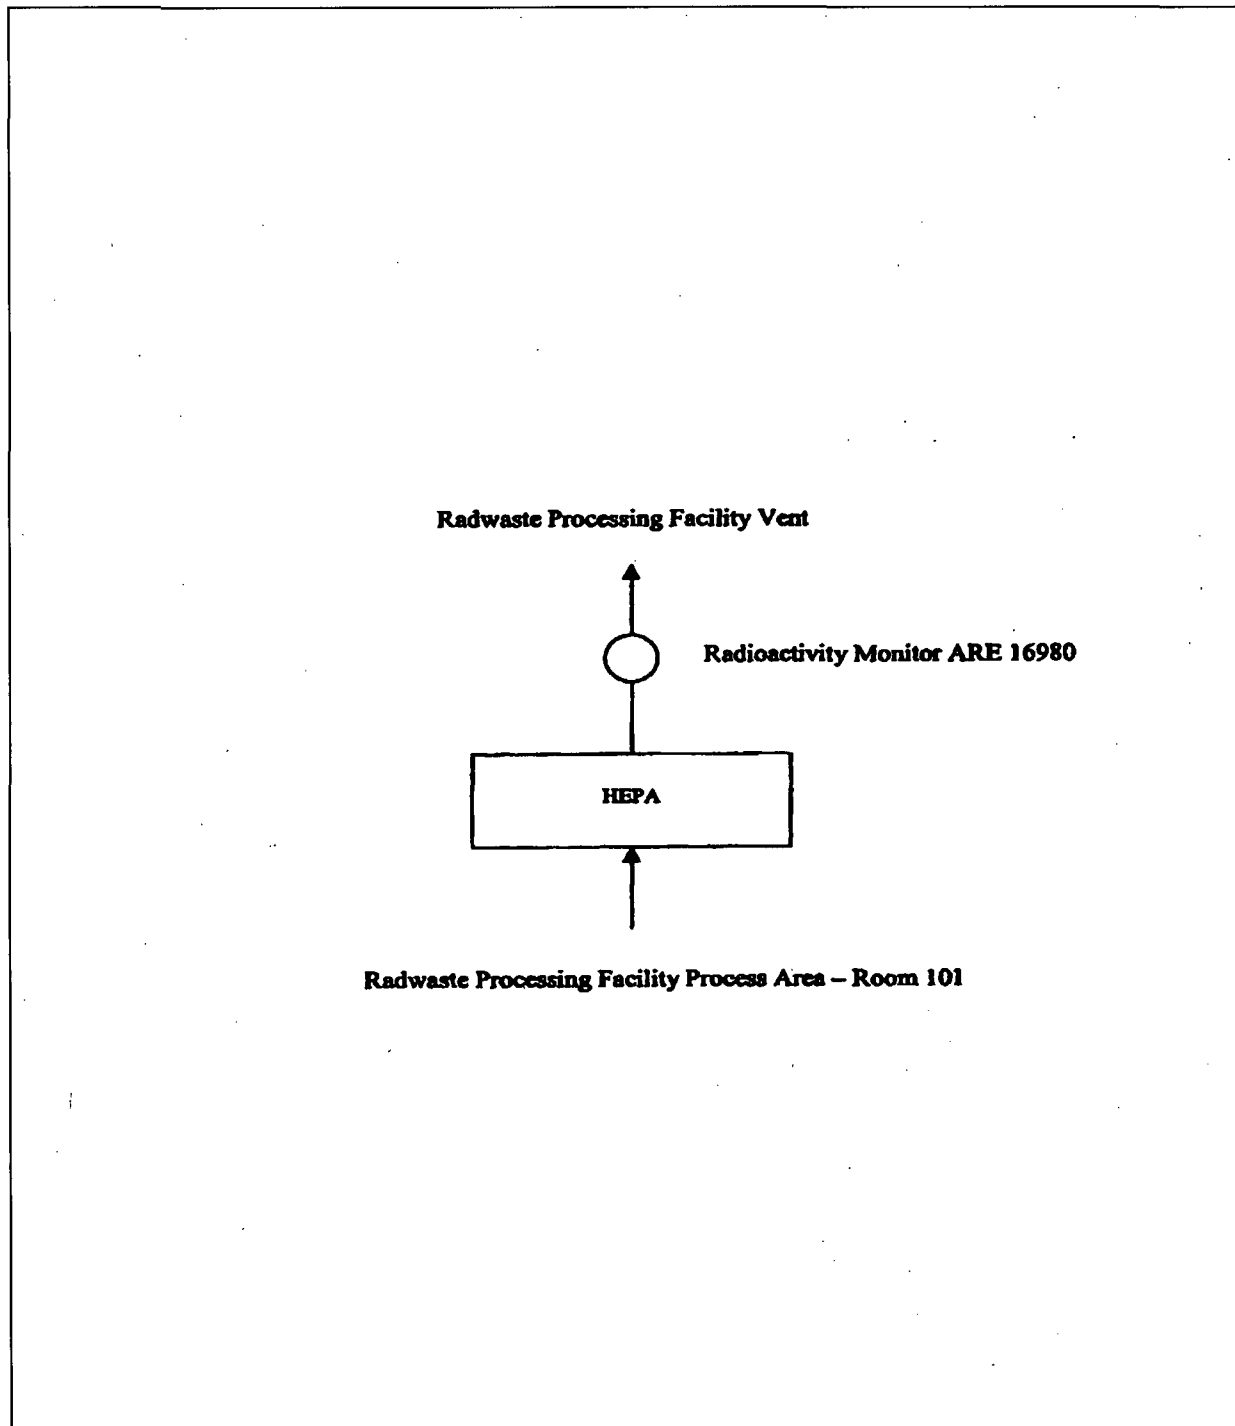 Radwaste Processing Facility Vent
Radioactivity Monitor ARE 16980
HEPA
Radwaste Processing Facility Process Area – Room 101